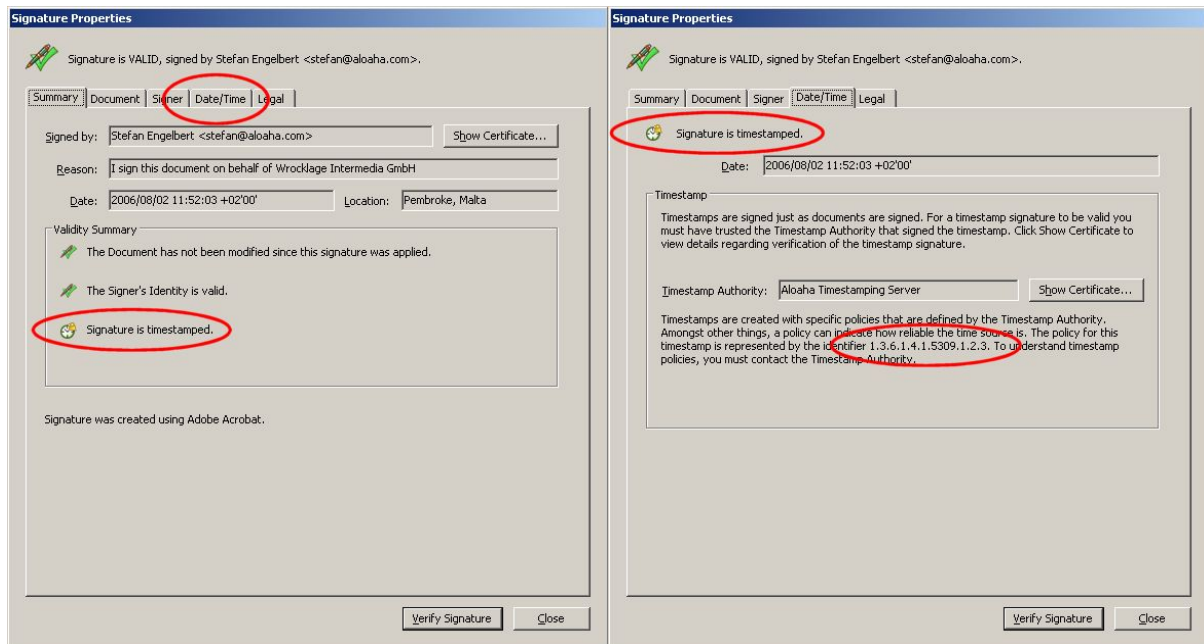 Signature Properties
Signature is VALID, signed by Stefan Engelbert <stefan@aloaha.com>.
Summary Document Signer Date/Time Legal
Signed by: Stefan Engelbert <stefan@aloaha.com> Show Certificate...
Reason: I sign this document on behalf of Wrocklage Intermedia GmbH
Date: 2006/08/02 11:52:03 +02'00' Location: Pembroke, Malta
Validity Summary
The Document has not been modified since this signature was applied.
The Signer's Identity is valid.
Signature is timestamped.
Signature was created using Adobe Acrobat.
Verify Signature Close
Signature Properties
Signature is VALID, signed by Stefan Engelbert <stefan@aloaha.com>.
Summary Document Signer Date/Time Legal
Signature is timestamped.
Date: 2006/08/02 11:52:03 +02'00'
Timestamp
Timestamps are signed just as documents are signed. For a timestamp signature to be valid you
must have trusted the Timestamp Authority that signed the timestamp. Click Show Certificate to
view details regarding verification of the timestamp signature.
Timestamp Authority: Aloaha Timestamping Server Show Certificate...
Timestamps are created with specific policies that are defined by the Timestamp Authority.
Amongst other things, a policy can indicate how reliable the time source is. The policy for this
timestamp is represented by the identifier 1.3.6.1.4.1.5309.1.2.3. To understand timestamp
policies, you must contact the Timestamp Authority.
Verify Signature Close